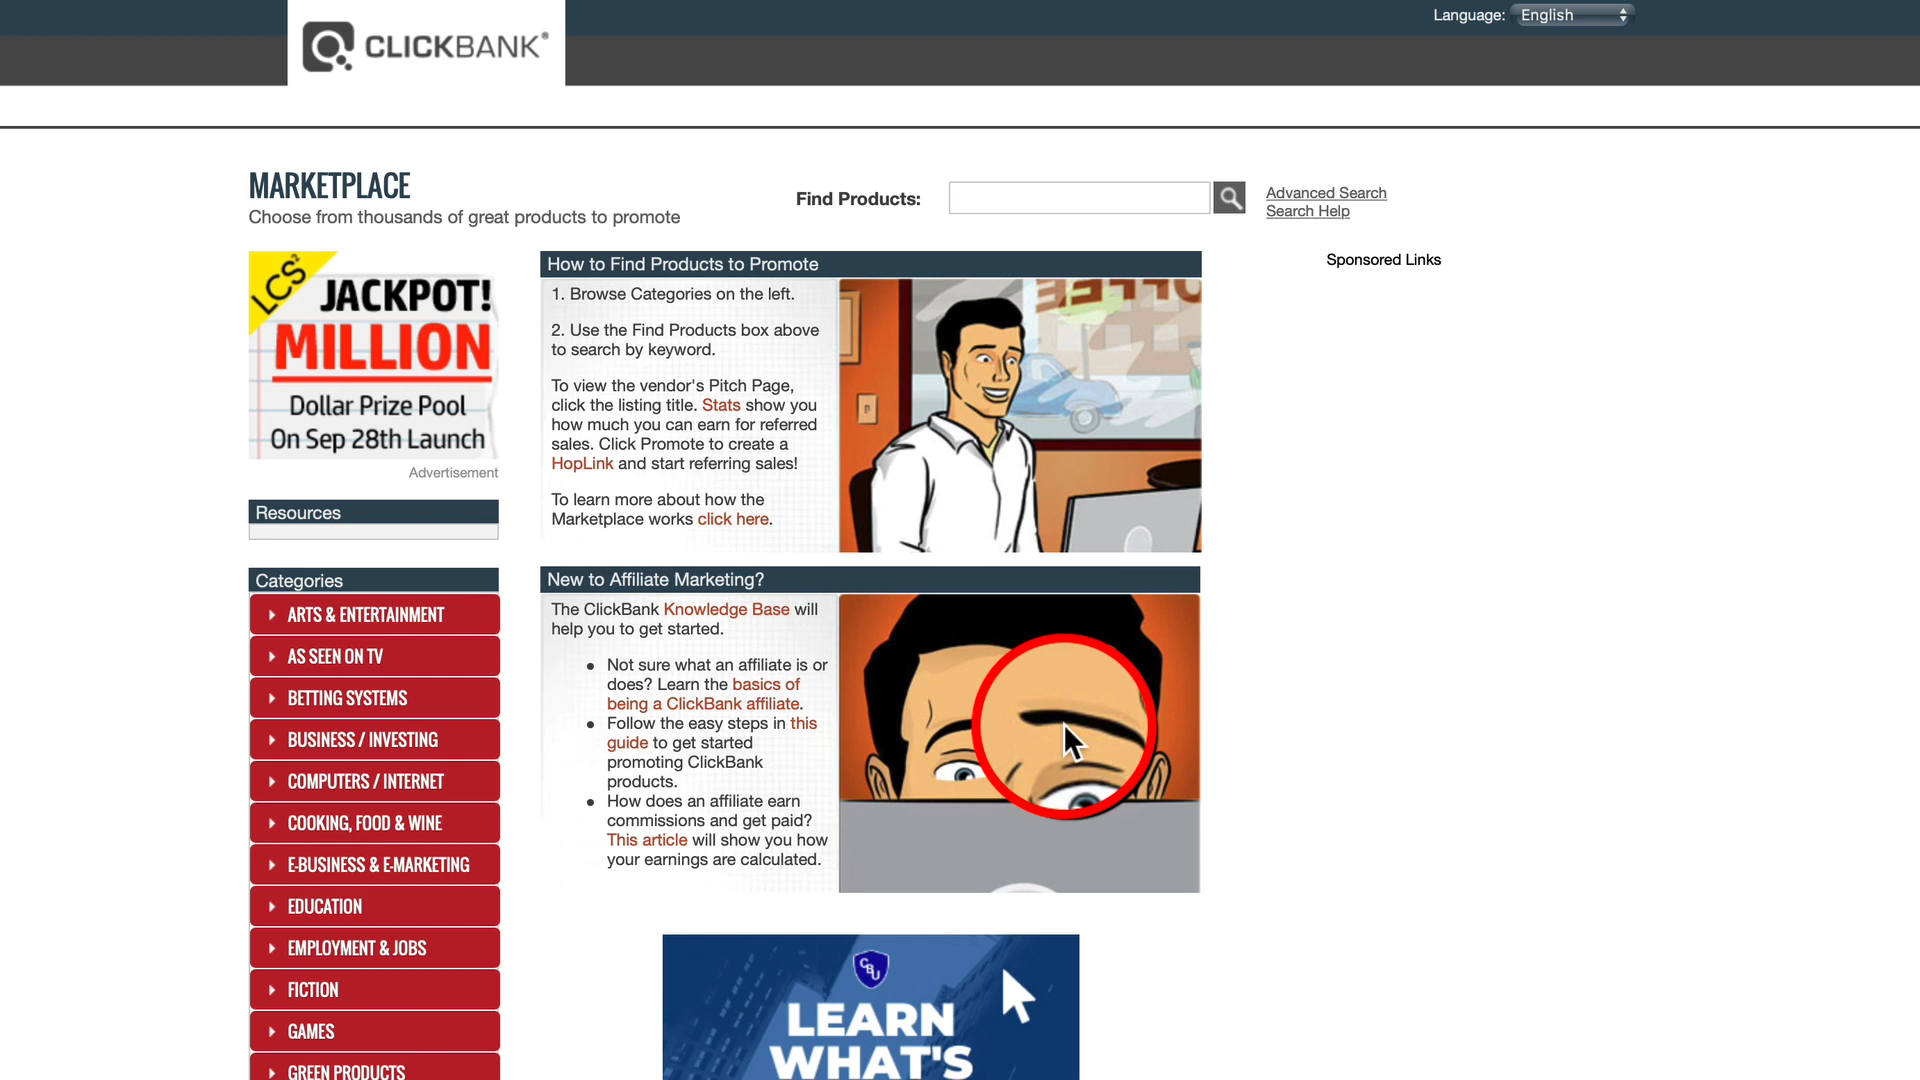 Language: English
CLICKBANK®
MARKETPLACE
Choose from thousands of great products to promote
Find Products:
Advanced Search
Search Help
LCS²
JACKPOT!
MILLION
Dollar Prize Pool
On Sep 28th Launch
Advertisement
Resources
Categories
ARTS & ENTERTAINMENT
AS SEEN ON TV
BETTING SYSTEMS
BUSINESS / INVESTING
COMPUTERS / INTERNET
COOKING, FOOD & WINE
E-BUSINESS & E-MARKETING
EDUCATION
EMPLOYMENT & JOBS
FICTION
GAMES
GREEN PRODUCTS
How to Find Products to Promote
1. Browse Categories on the left.
2. Use the Find Products box above
to search by keyword.
To view the vendor's Pitch Page,
click the listing title. Stats show you
how much you can earn for referred
sales. Click Promote to create a
HopLink and start referring sales!
To learn more about how the
Marketplace works click here.
New to Affiliate Marketing?
The ClickBank Knowledge Base will
help you to get started.
• Not sure what an affiliate is or
does? Learn the basics of
being a ClickBank affiliate.
• Follow the easy steps in this
guide to get started
promoting ClickBank
products.
• How does an affiliate earn
commissions and get paid?
This article will show you how
your earnings are calculated.
CBU
LEARN
WHAT'S
Sponsored Links